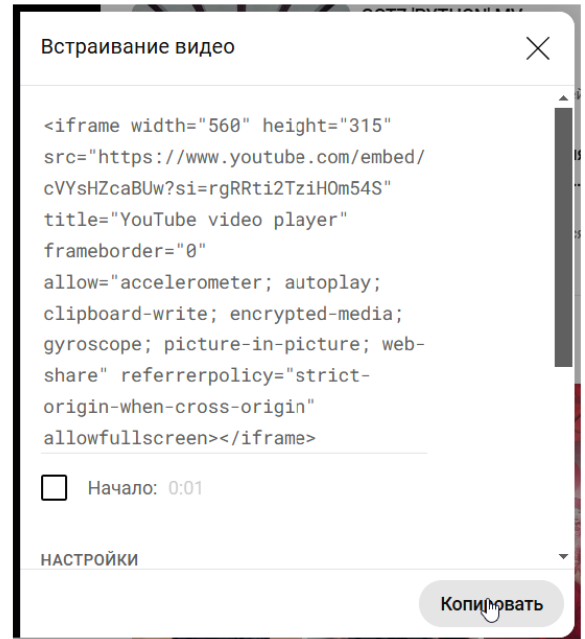 Встраивание видео
<iframe width="560" height="315"
src="https://www.youtube.com/embed/
cVYsHZcaBUw?si=rgRRti2TziHOm54S"
title="YouTube video player"
frameborder="0"
allow="accelerometer; autoplay;
clipboard-write; encrypted-media;
gyroscope; picture-in-picture; web-
share" referrerpolicy="strict-
origin-when-cross-origin"
allowfullscreen></iframe>
Начало: 0:01
НАСТРОЙКИ
Копировать